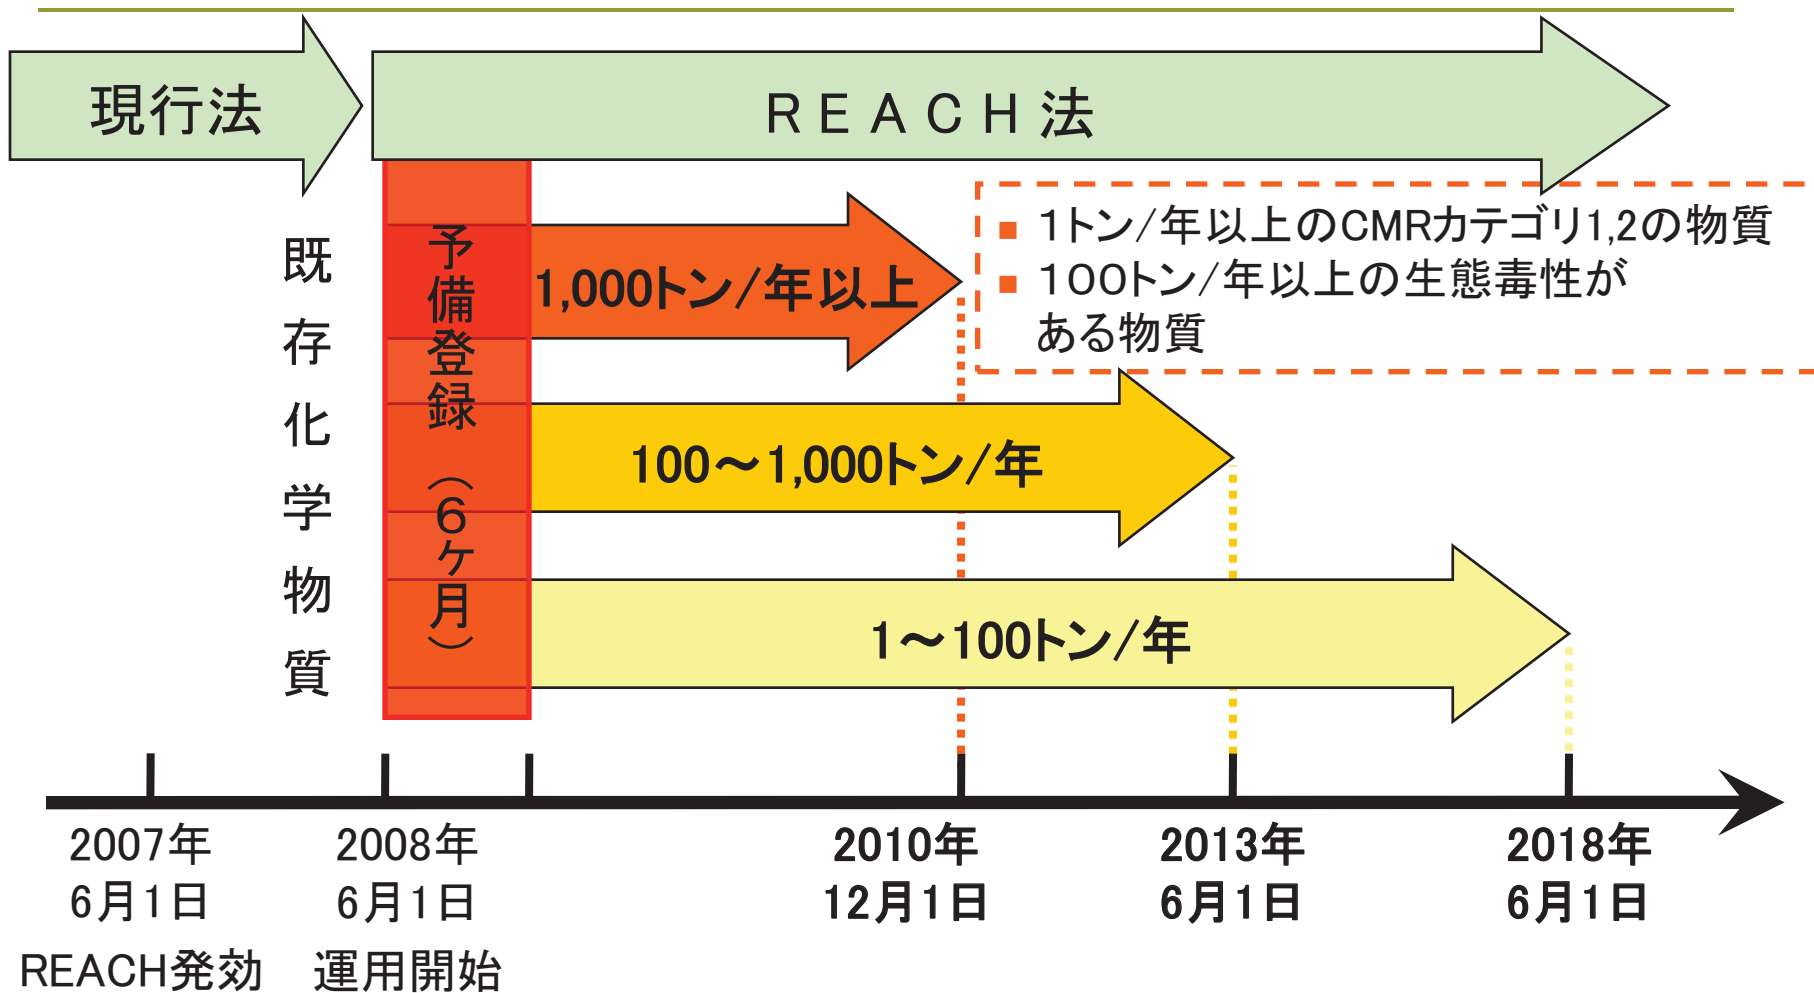 現行法
ＲＥＡＣＨ法
既存化学物質
予備登録（６ヶ月）
1,000トン/年以上
■ １トン/年以上のCMRカテゴリ1,2の物質
■ １００トン/年以上の生態毒性が
ある物質
100～1,000トン/年
1～100トン/年
2007年
6月1日
REACH発効
2008年
6月1日
運用開始
2010年
12月1日
2013年
6月1日
2018年
6月1日